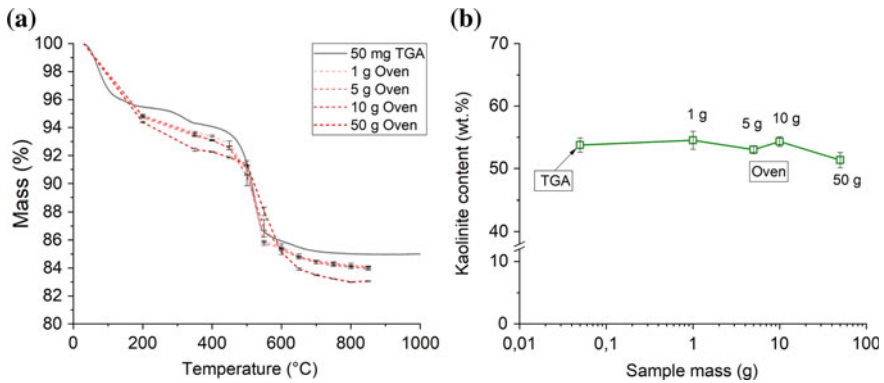 (a)
100
98
96
94
92
90
88
86
84
82
80
Mass (%)
50 mg TGA
1 g Oven
5 g Oven
10 g Oven
50 g Oven
0 200 400 600 800 1000
Temperature (°C)
(b)
70
60
50
40
10
0
Kaolinite content (wt.%)
1 g
5 g
10 g
TGA
Oven
50 g
0,01 0,1 1 10 100
Sample mass (g)